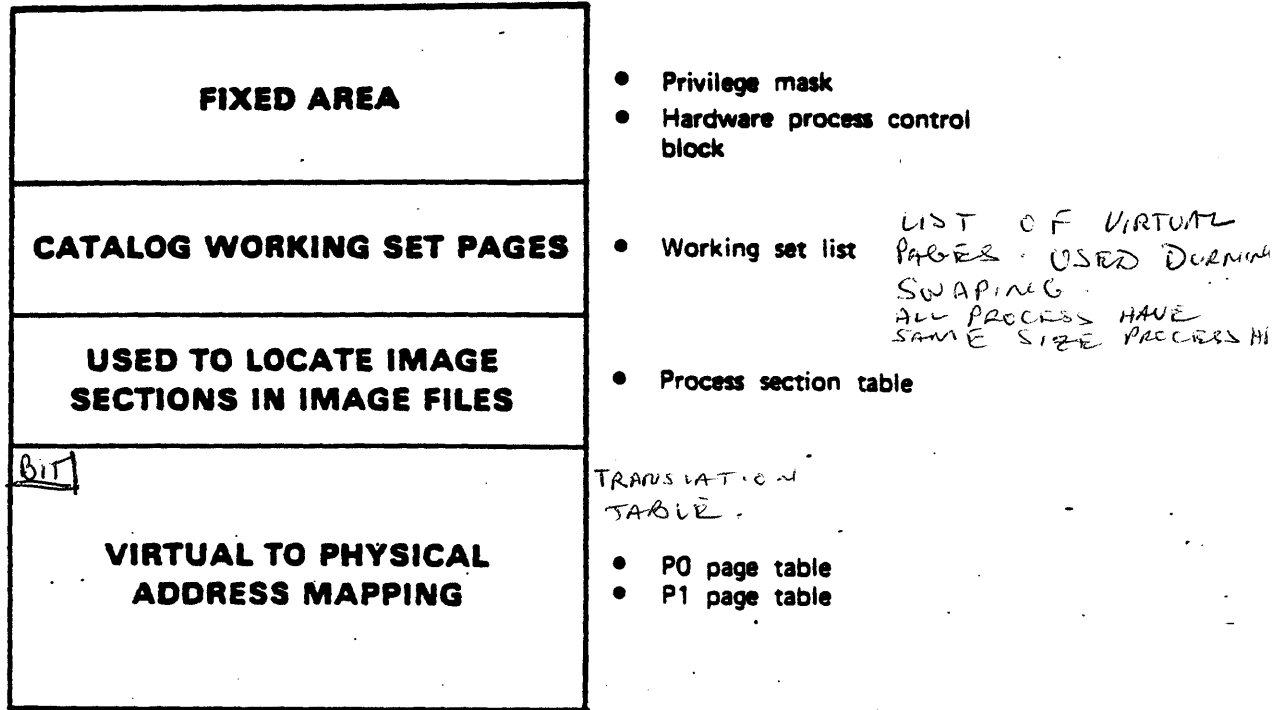 FIXED AREA
• Privilege mask
• Hardware process control
block
CATALOG WORKING SET PAGES
• Working set list
LIST OF VIRTUAL
PAGES. USED DURNING
SWAPING.
ALL PROCESS HAVE
SAME SIZE PROCESS
USED TO LOCATE IMAGE
SECTIONS IN IMAGE FILES
• Process section table
BIT
TRANSLATION
TABLE.
VIRTUAL TO PHYSICAL
ADDRESS MAPPING
• P0 page table
• P1 page table